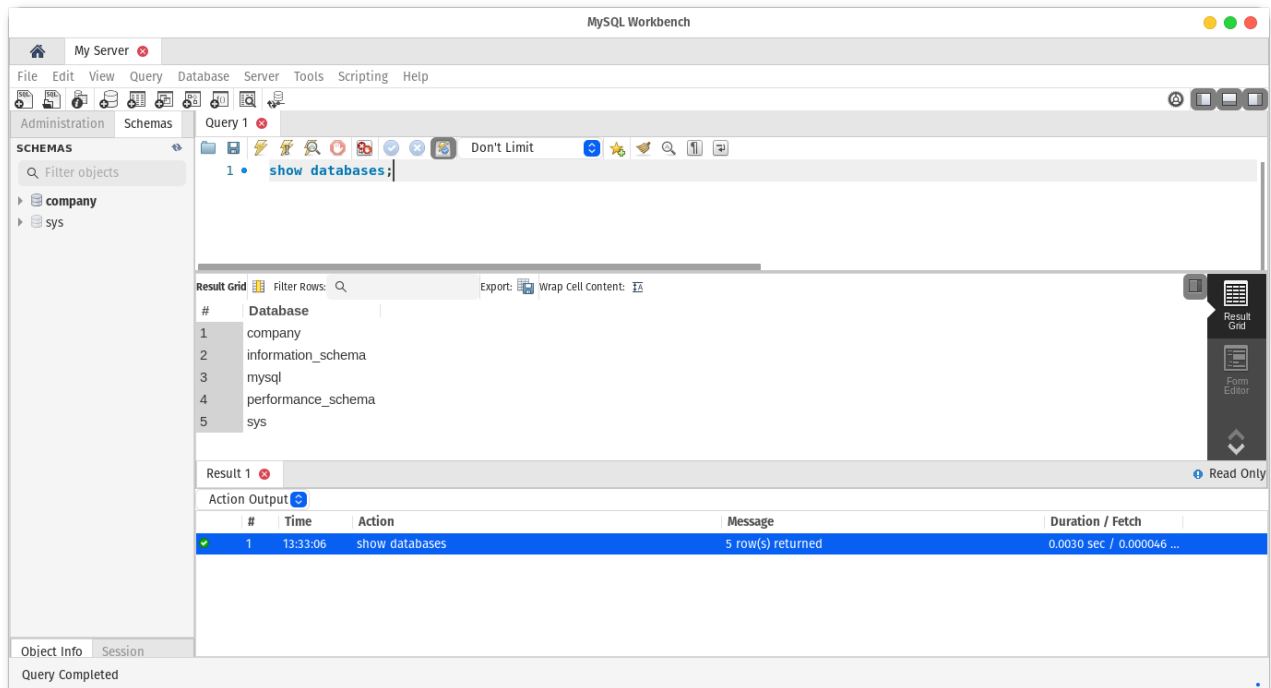 MySQL Workbench
My Server
File Edit View Query Database Server Tools Scripting Help
Administration Schemas
SCHEMAS
Filter objects
company
sys
Query 1
Don't Limit
1 show databases;
Result Grid Filter Rows: Export: Wrap Cell Content:
# Database
1 company
2 information_schema
3 mysql
4 performance_schema
5 sys
Result
Grid
Form
Editor
Result 1
Read Only
Action Output
# Time Action Message Duration / Fetch
1 13:33:06 show databases 5 row(s) returned 0.0030 sec / 0.000046 ...
Object Info Session
Query Completed